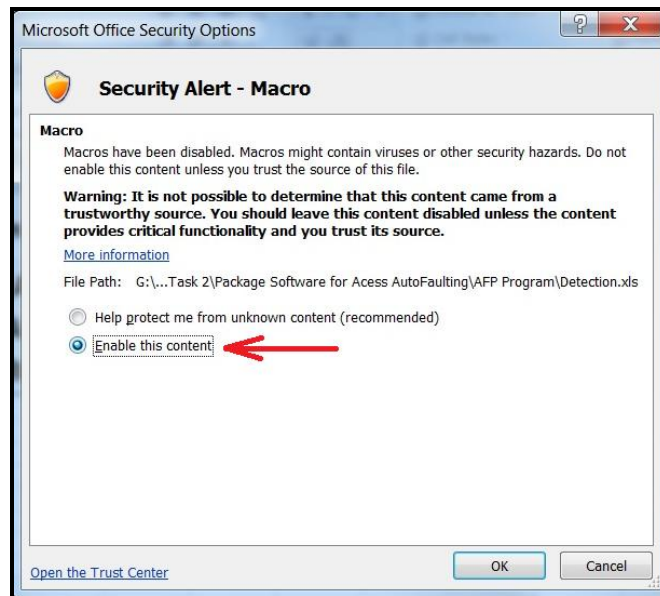 Microsoft Office Security Options
Security Alert - Macro
Macro
Macros have been disabled. Macros might contain viruses or other security hazards. Do not
enable this content unless you trust the source of this file.
Warning: It is not possible to determine that this content came from a
trustworthy source. You should leave this content disabled unless the content
provides critical functionality and you trust its source.
More information
File Path: G:\...Task 2\Package Software for Acess AutoFaulting\AFP Program\Detection.xls
Help protect me from unknown content (recommended)
Enable this content
Open the Trust Center
OK
Cancel